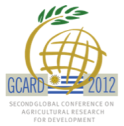 GCARD 2012
SECOND GLOBAL CONFERENCE ON
AGRICULTURAL RESEARCH
FOR DEVELOPMENT